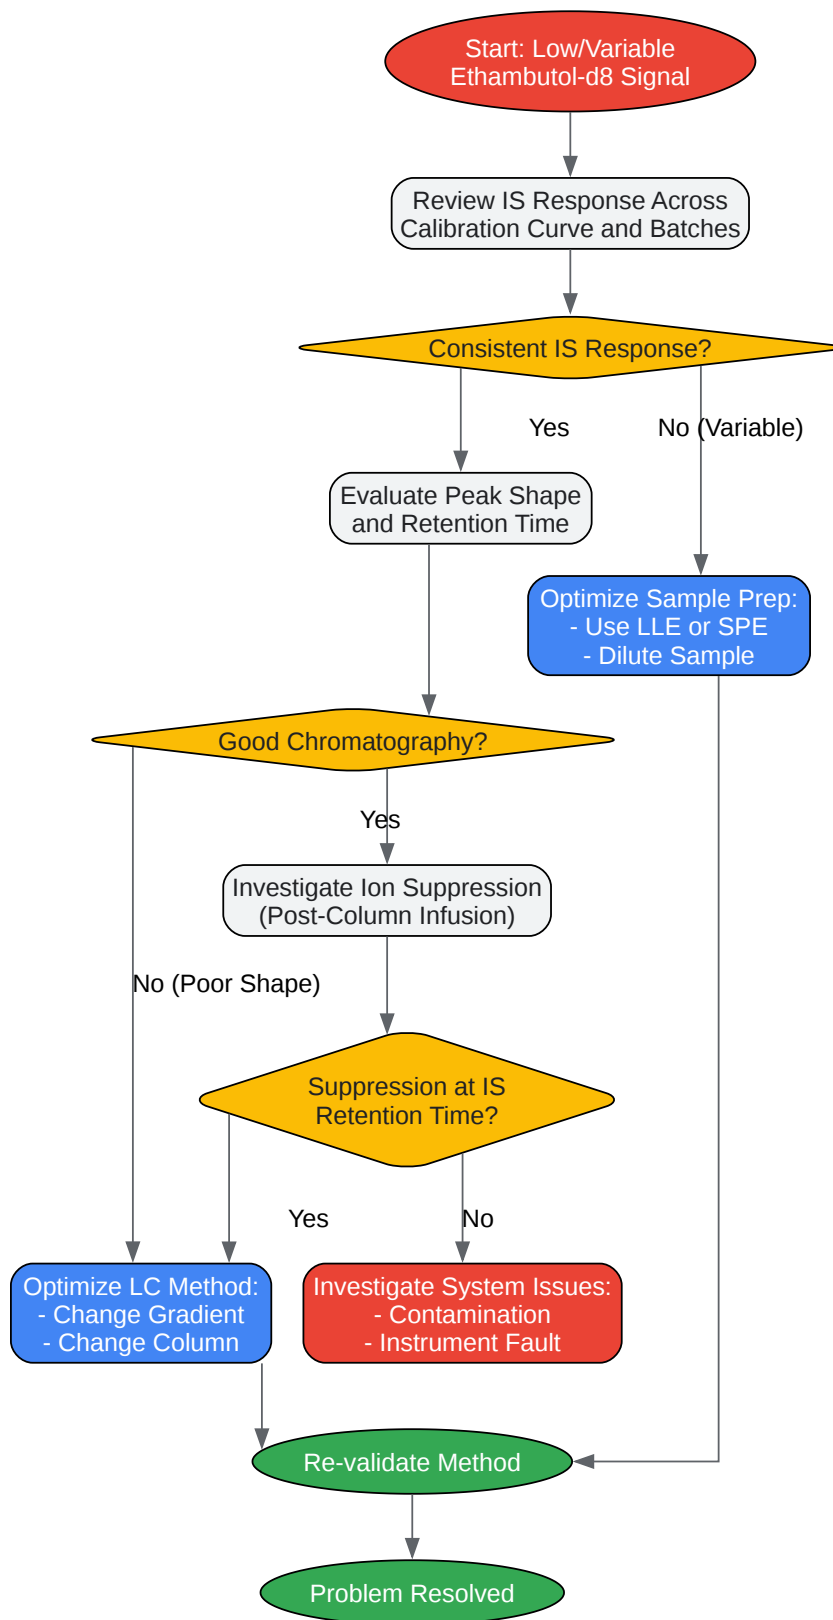 Start: Low/Variable
Ethambutol-d8 Signal
Review IS Response Across
Calibration Curve and Batches
Consistent IS Response?
Yes
No (Variable)
Evaluate Peak Shape
and Retention Time
Optimize Sample Prep:
- Use LLE or SPE
- Dilute Sample
Good Chromatography?
Yes
Investigate Ion Suppression
(Post-Column Infusion)
No (Poor Shape)
Suppression at IS
Retention Time?
Yes
No
Optimize LC Method:
- Change Gradient
- Change Column
Investigate System Issues:
- Contamination
- Instrument Fault
Re-validate Method
Problem Resolved